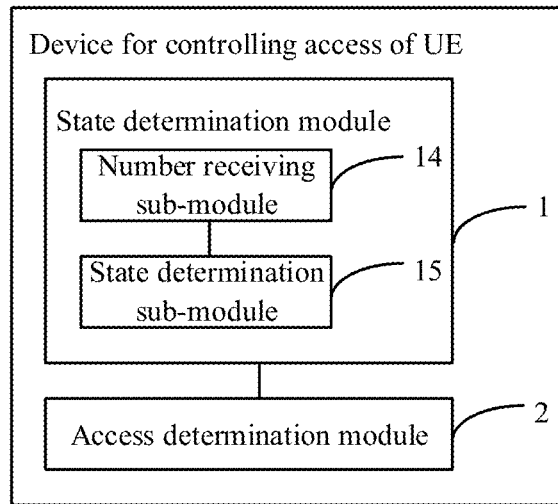 Device for controlling access of UE
State determination module
Number receiving
sub-module
14
1
State determination
sub-module
15
Access determination module
2